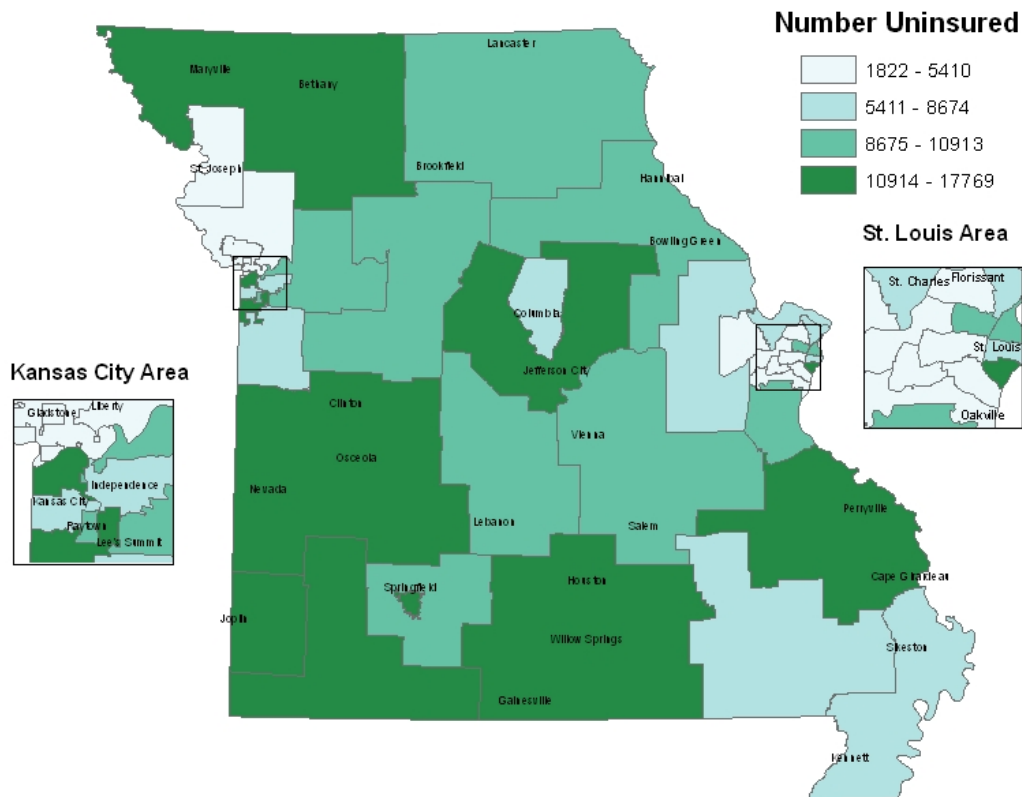 Number Uninsured
1822 - 5410
5411 - 8674
8675 - 10913
10914 - 17769
Lancaster
Maryville
Bethany
St. Joseph
Brookfield
Hannibal
Bowling Green
Columbia
Jefferson City
Clinton
Vienna
Osceola
Nevada
Lebanon
Salem
Perryville
Houston
Cape Girardeau
Springfield
Joplin
Willow Springs
Sikeston
Gainesville
Kennett
St. Louis Area
St. Charles
Florissant
St. Louis
Oakville
Kansas City Area
Gladstone
Liberty
Independence
Kansas City
Raytown
Lee's Summit